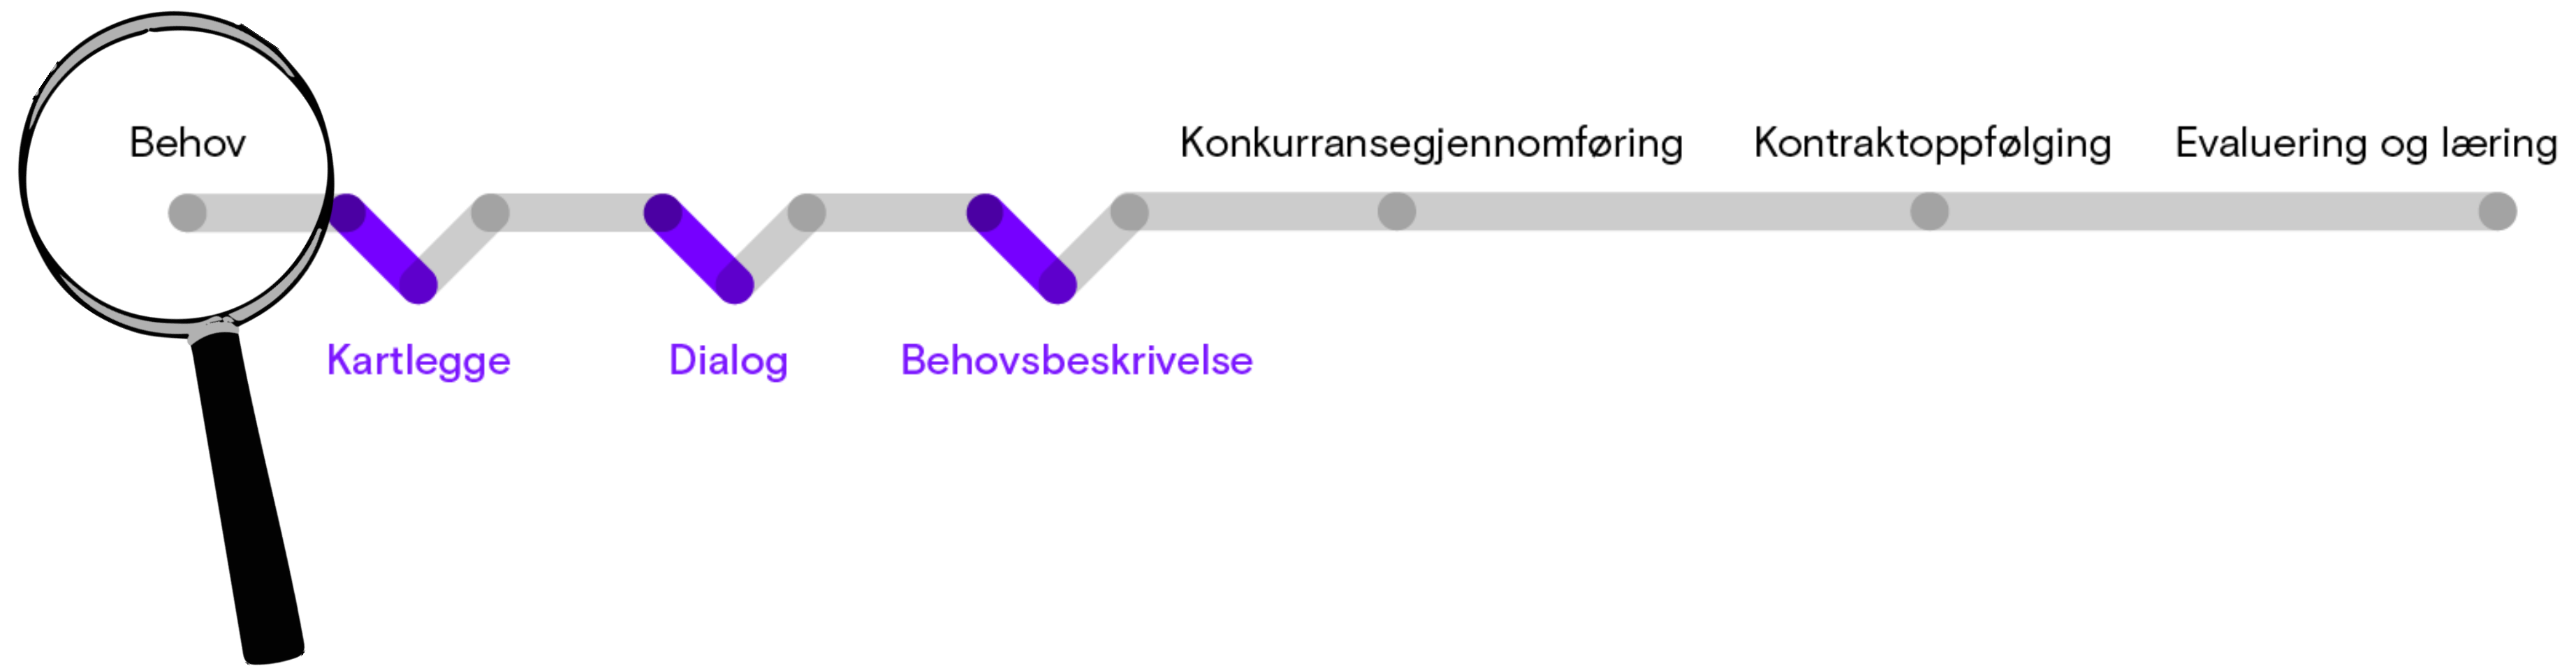 Behov
Konkurransegjennomføring
Kontraktoppfølging
Evaluering og læring
Kartlegge
Dialog
Behovsbeskrivelse